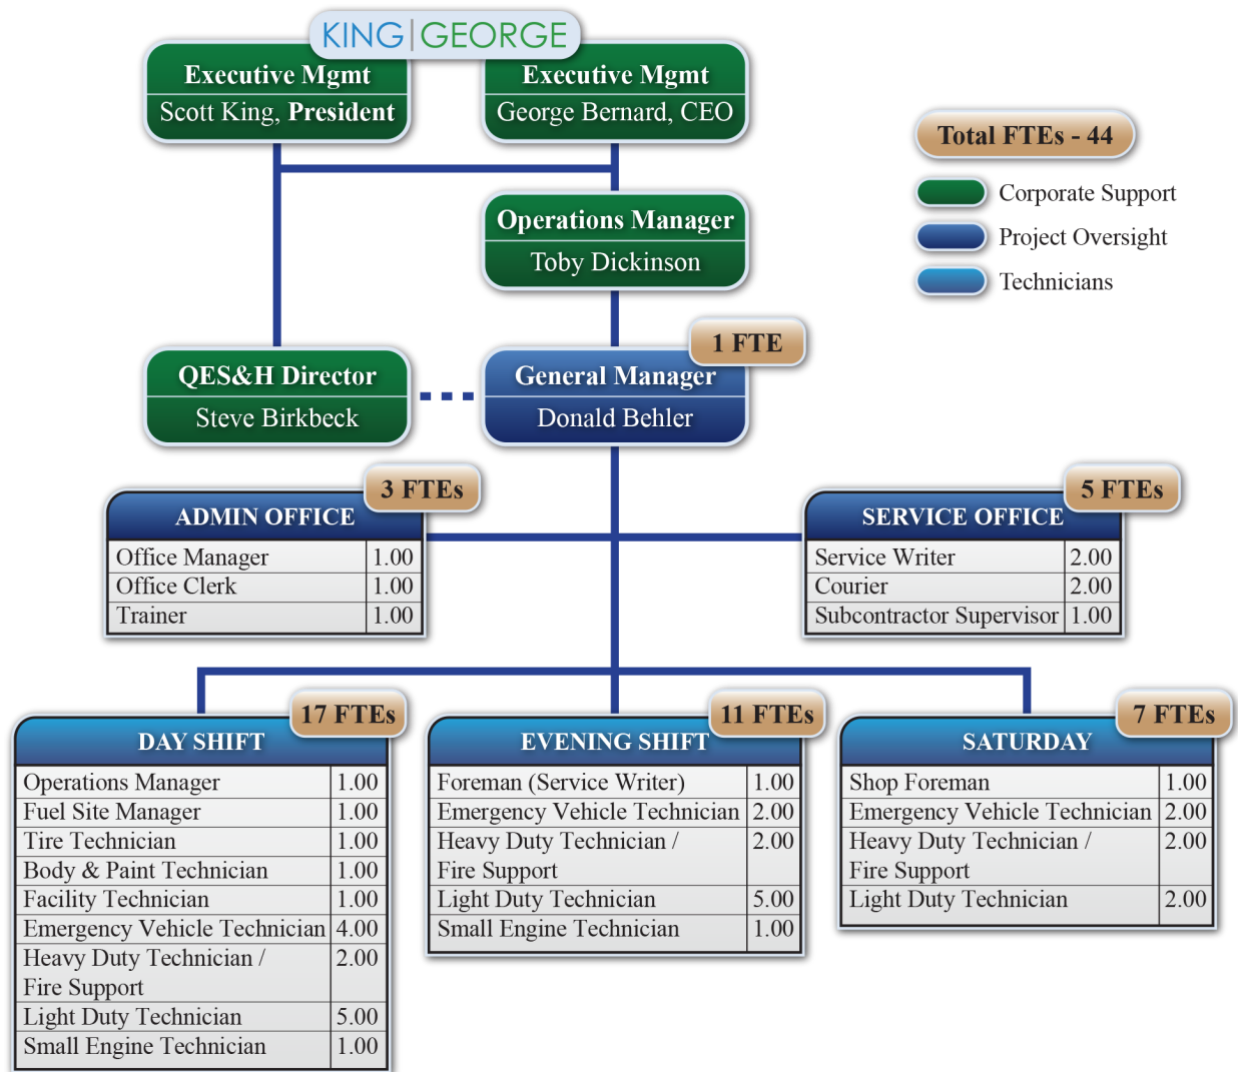 KING|GEORGE
Executive Mgmt
Scott King, President
Executive Mgmt
George Bernard, CEO
Total FTEs - 44
Corporate Support
Project Oversight
Technicians
Operations Manager
Toby Dickinson
QES&H Director
Steve Birkbeck
1 FTE
General Manager
Donald Behler
3 FTEs
ADMIN OFFICE
Office Manager 1.00
Office Clerk 1.00
Trainer 1.00
5 FTEs
SERVICE OFFICE
Service Writer 2.00
Courier 2.00
Subcontractor Supervisor 1.00
17 FTEs
DAY SHIFT
Operations Manager 1.00
Fuel Site Manager 1.00
Tire Technician 1.00
Body & Paint Technician 1.00
Facility Technician 1.00
Emergency Vehicle Technician 4.00
Heavy Duty Technician / 2.00
Fire Support
Light Duty Technician 5.00
Small Engine Technician 1.00
11 FTEs
EVENING SHIFT
Foreman (Service Writer) 1.00
Emergency Vehicle Technician 2.00
Heavy Duty Technician / 2.00
Fire Support
Light Duty Technician 5.00
Small Engine Technician 1.00
7 FTEs
SATURDAY
Shop Foreman 1.00
Emergency Vehicle Technician 2.00
Heavy Duty Technician / 2.00
Fire Support
Light Duty Technician 2.00